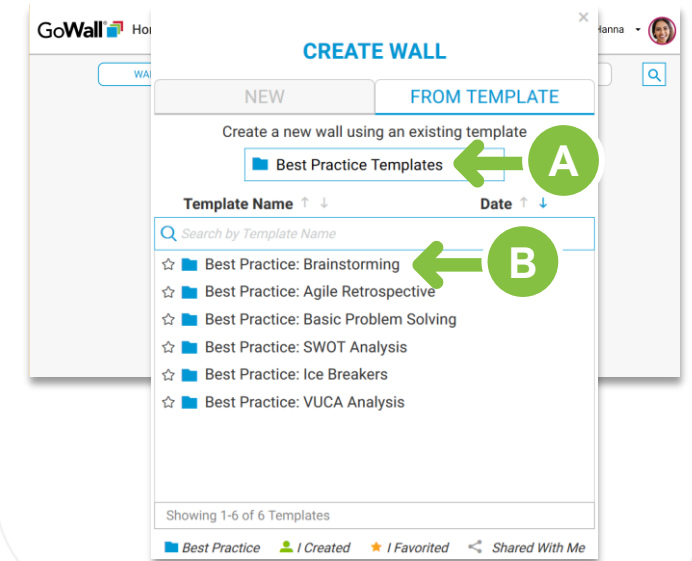 GoWall
CREATE WALL
NEW
FROM TEMPLATE
Create a new wall using an existing template
Best Practice Templates
A
Template Name ↑ ↓
Date ↑ ↓
Search by Template Name
Best Practice: Brainstorming
B
Best Practice: Agile Retrospective
Best Practice: Basic Problem Solving
Best Practice: SWOT Analysis
Best Practice: Ice Breakers
Best Practice: VUCA Analysis
Showing 1-6 of 6 Templates
Best Practice I Created I Favorited Shared With Me